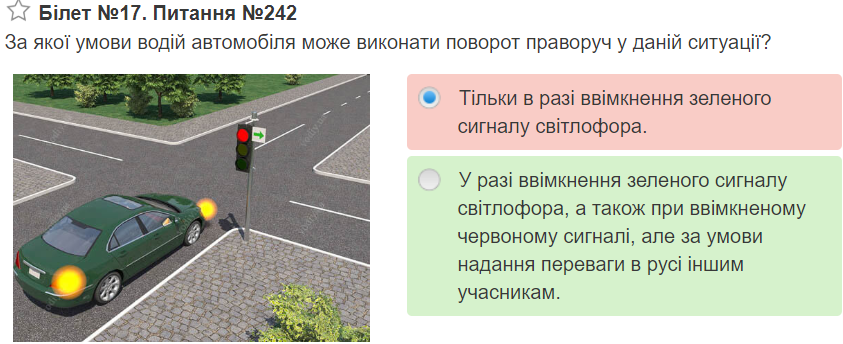 Білет №17. Питання №242
За якої умови водій автомобіля може виконати поворот праворуч у даній ситуації?
Тільки в разі ввімкнення зеленого
сигналу світлофора.
У разі ввімкнення зеленого сигналу
світлофора, а також при ввімкненому
червоному сигналі, але за умови
надання переваги в русі іншим
учасникам.